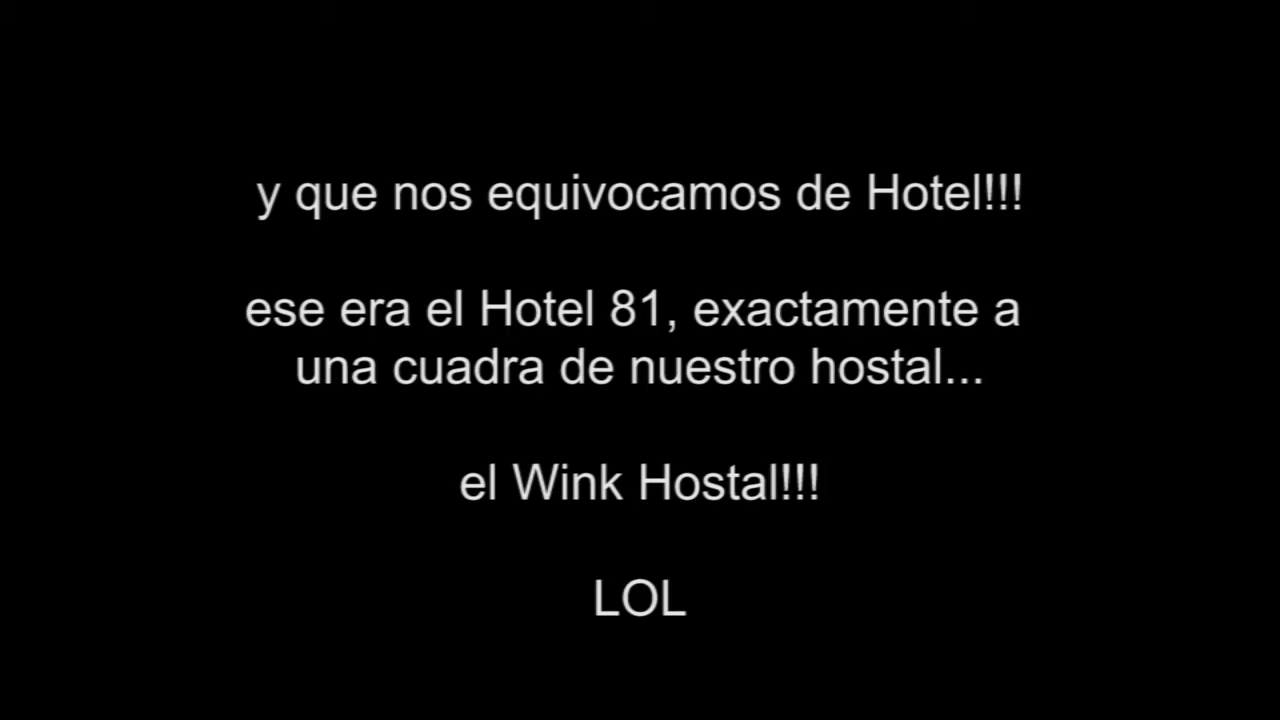 y que nos equivocamos de Hotel!!!
ese era el Hotel 81, exactamente a
una cuadra de nuestro hostal...
el Wink Hostal!!!
LOL